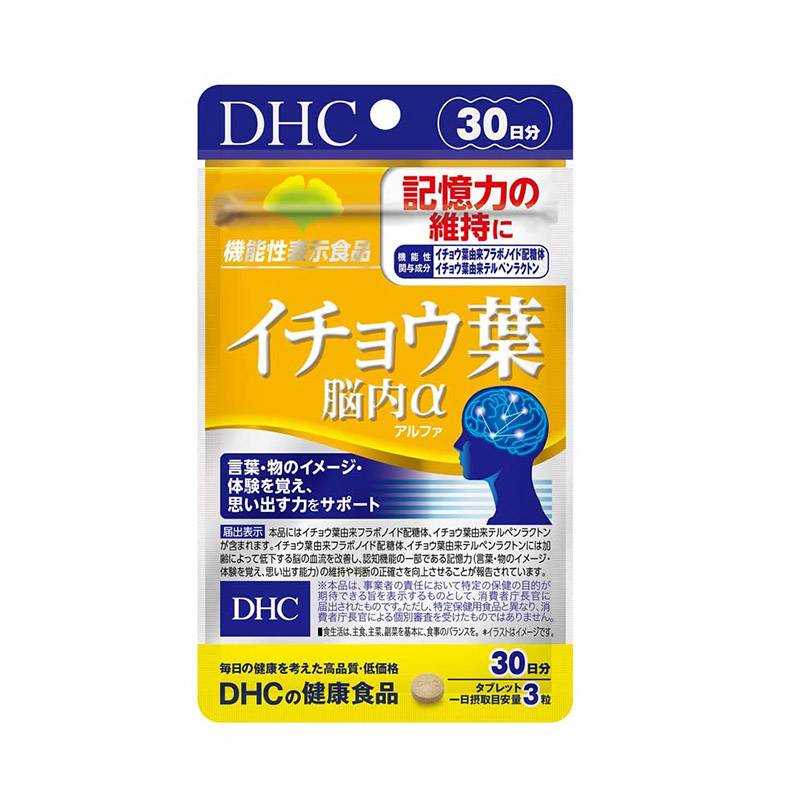 DHC
30日分
記憶力の
維持に
機能性表示食品
機能性
関与成分
イチョウ葉由来フラボノイド配糖体
イチョウ葉由来テルペンラクトン
イチョウ葉
脳内α
アルファ
言葉・物のイメージ・
体験を覚え、
思い出す力をサポート
届出表示 本品にはイチョウ葉由来フラボノイド配糖体、イチョウ葉由来テルペンラクトン
が含まれます。イチョウ葉由来フラボノイド配糖体、イチョウ葉由来テルペンラクトンには加
齢によって低下する脳の血流を改善し、認知機能の一部である記憶力(言葉・物のイメージ・
体験を覚え、思い出す能力)の維持や判断の正確さを向上させることが報告されています。
DHC
※本品は、事業者の責任において特定の保健の目的が
期待できる旨を表示するものとして、消費者庁長官に
届出されたものです。ただし、特定保健用食品と異なり、消
費者庁長官による個別審査を受けたものではありません。
■食生活は、主食、主菜、副菜を基本に、食事のバランスを。 *イラストはイメージです。
毎日の健康を考えた高品質・低価格
DHCの健康食品
30日分
タブレット
一日摂取目安量3粒